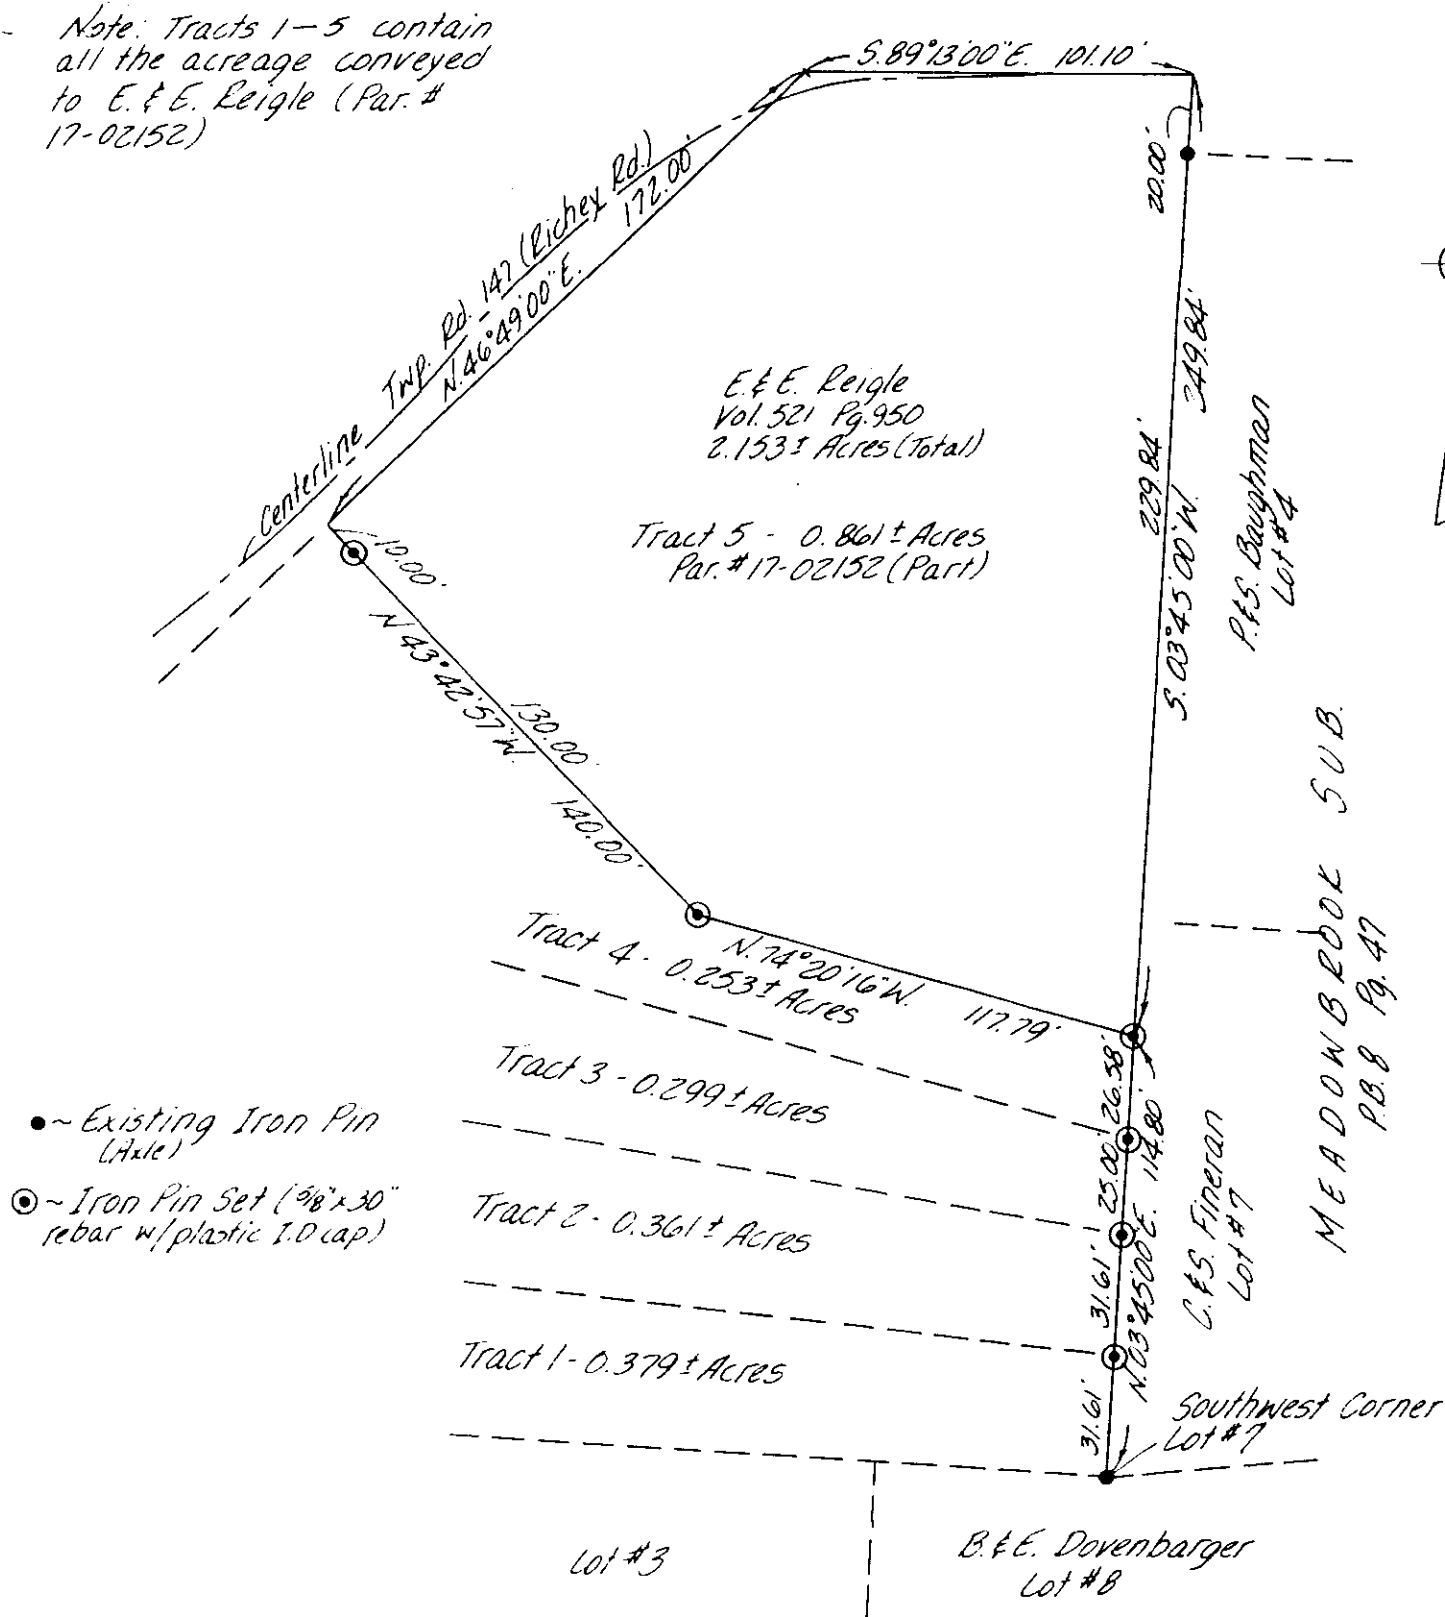 Note: Tracts 1-5 contain
all the acreage conveyed
to E. & E. Reigle (Par. #
17-02152)
S.89°13'00"E. 101.10'
20.00'
Centerline Twp. Rd. 147 (Richey Rd.)
N.46°49'00"E. 172.00'
E. & E. Reigle
Vol. 521 Pg. 950
2.153± Acres (Total)
Tract 5 - 0.861± Acres
Par. #17-02152 (Part)
229.84'
249.84'
S. 03°45'00"W.
P. & S. Baughman
Lot #4
10.00'
N 43°42'57"W.
130.00'
140.00'
MEADOWBROOK SUB.
P.B. 8 Pg. 47
N.74°20'16"W. 117.79'
Tract 4 - 0.253± Acres
Tract 3 - 0.299± Acres
Tract 2 - 0.361± Acres
Tract 1 - 0.379± Acres
26.58'
25.00'
31.61'
31.61'
N.03°45'00"E. 114.80'
C. & S. Fineran
Lot #7
● ~ Existing Iron Pin
(Axle)
~ Iron Pin Set (5/8" x 30"
rebar w/plastic I.D cap)
Southwest Corner
Lot #7
Lot #3
B. & E. Dovenbarger
Lot #8